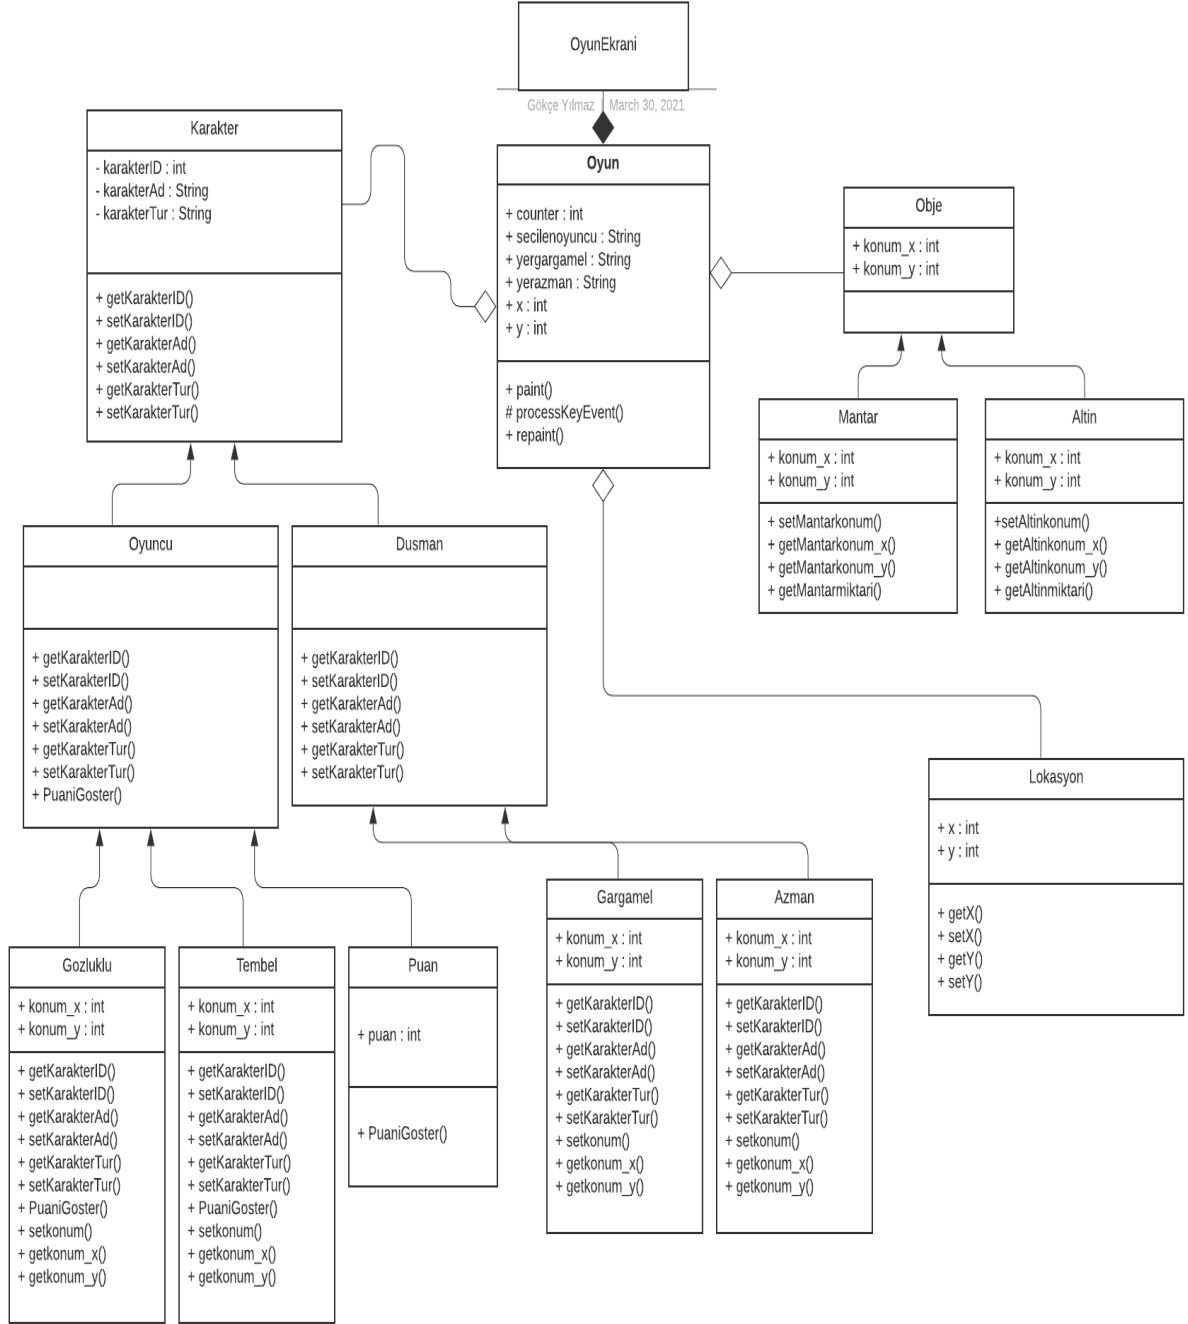 OyunEkrani
Gökçe Yılmaz March 30, 2021
Karakter
- karakterID : int
- karakterAd : String
- karakterTur : String
+ getKarakterID()
+ setKarakterID()
+ getKarakterAd()
+ setKarakterAd()
+ getKarakterTur()
+ setKarakterTur()
Oyun
+ counter : int
+ secilenoyuncu : String
+ yergargamel : String
+ yerazman : String
+ x : int
+ y : int
+ paint()
# processKeyEvent()
+ repaint()
Obje
+ konum_x : int
+ konum_y : int
Mantar
+ konum_x : int
+ konum_y : int
+ setMantarkonum()
+ getMantarkonum_x()
+ getMantarkonum_y()
+ getMantarmiktari()
Altin
+ konum_x : int
+ konum_y : int
+setAltinkonum()
+ getAltinkonum_x()
+ getAltinkonum_y()
+ getAltinmiktari()
Oyuncu
+ getKarakterID()
+ setKarakterID()
+ getKarakterAd()
+ setKarakterAd()
+ getKarakterTur()
+ setKarakterTur()
+ PuaniGoster()
Dusman
+ getKarakterID()
+ setKarakterID()
+ getKarakterAd()
+ setKarakterAd()
+ getKarakterTur()
+ setKarakterTur()
Lokasyon
+ x : int
+ y : int
+ getX()
+ setX()
+ getY()
+ setY()
Gozluklu
+ konum_x : int
+ konum_y : int
+ getKarakterID()
+ setKarakterID()
+ getKarakterAd()
+ setKarakterAd()
+ getKarakterTur()
+ setKarakterTur()
+ PuaniGoster()
+ setkonum()
+ getkonum_x()
+ getkonum_y()
Tembel
+ konum_x : int
+ konum_y : int
+ getKarakterID()
+ setKarakterID()
+ getKarakterAd()
+ setKarakterAd()
+ getKarakterTur()
+ setKarakterTur()
+ PuaniGoster()
+ setkonum()
+ getkonum_x()
+ getkonum_y()
Puan
+ puan : int
+ PuaniGoster()
Gargamel
+ konum_x : int
+ konum_y : int
+ getKarakterID()
+ setKarakterID()
+ getKarakterAd()
+ setKarakterAd()
+ getKarakterTur()
+ setKarakterTur()
+ setkonum()
+ getkonum_x()
+ getkonum_y()
Azman
+ konum_x : int
+ konum_y : int
+ getKarakterID()
+ setKarakterID()
+ getKarakterAd()
+ setKarakterAd()
+ getKarakterTur()
+ setKarakterTur()
+ setkonum()
+ getkonum_x()
+ getkonum_y()